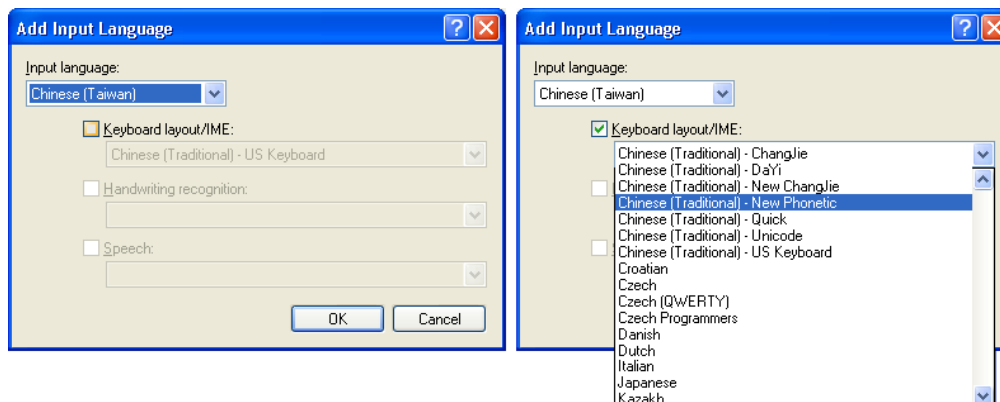 Add Input Language
Input language:
Chinese (Taiwan)
Keyboard layout/IME:
Chinese (Traditional) - US Keyboard
Handwriting recognition:
Speech:
OK
Cancel
Add Input Language
Input language:
Chinese (Taiwan)
Keyboard layout/IME:
Chinese (Traditional) - ChangJie
Chinese (Traditional) - DaYi
Chinese (Traditional) - New ChangJie
Chinese (Traditional) - New Phonetic
Chinese (Traditional) - Quick
Chinese (Traditional) - Unicode
Chinese (Traditional) - US Keyboard
Croatian
Czech
Czech (QWERTY)
Czech Programmers
Danish
Dutch
Italian
Japanese
Kazakh